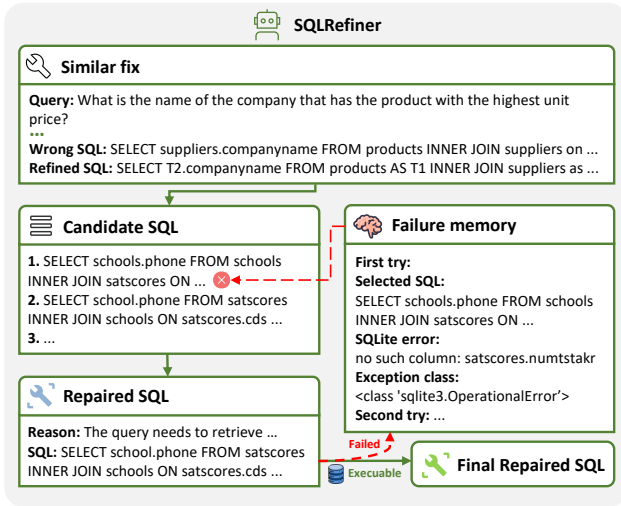 SQLRefiner
Similar fix
Query: What is the name of the company that has the product with the highest unit
price?
...
Wrong SQL: SELECT suppliers.companyname FROM products INNER JOIN suppliers on ...
Refined SQL: SELECT T2.companyname FROM products AS T1 INNER JOIN suppliers as ...
Candidate SQL
1. SELECT schools.phone FROM schools
INNER JOIN satscores ON ...
2. SELECT school.phone FROM satscores
INNER JOIN schools ON satscores.cds ...
3. ...
Failure memory
First try:
Selected SQL:
SELECT schools.phone FROM schools
INNER JOIN satscores ON ...
SQLite error:
no such column: satscores.numtstakr
Exception class:
<class 'sqlite3.OperationalError'>
Second try: ...
Repaired SQL
Reason: The query needs to retrieve ...
SQL: SELECT school.phone FROM satscores
INNER JOIN schools ON satscores.cds ...
Failed
Execuable
Final Repaired SQL